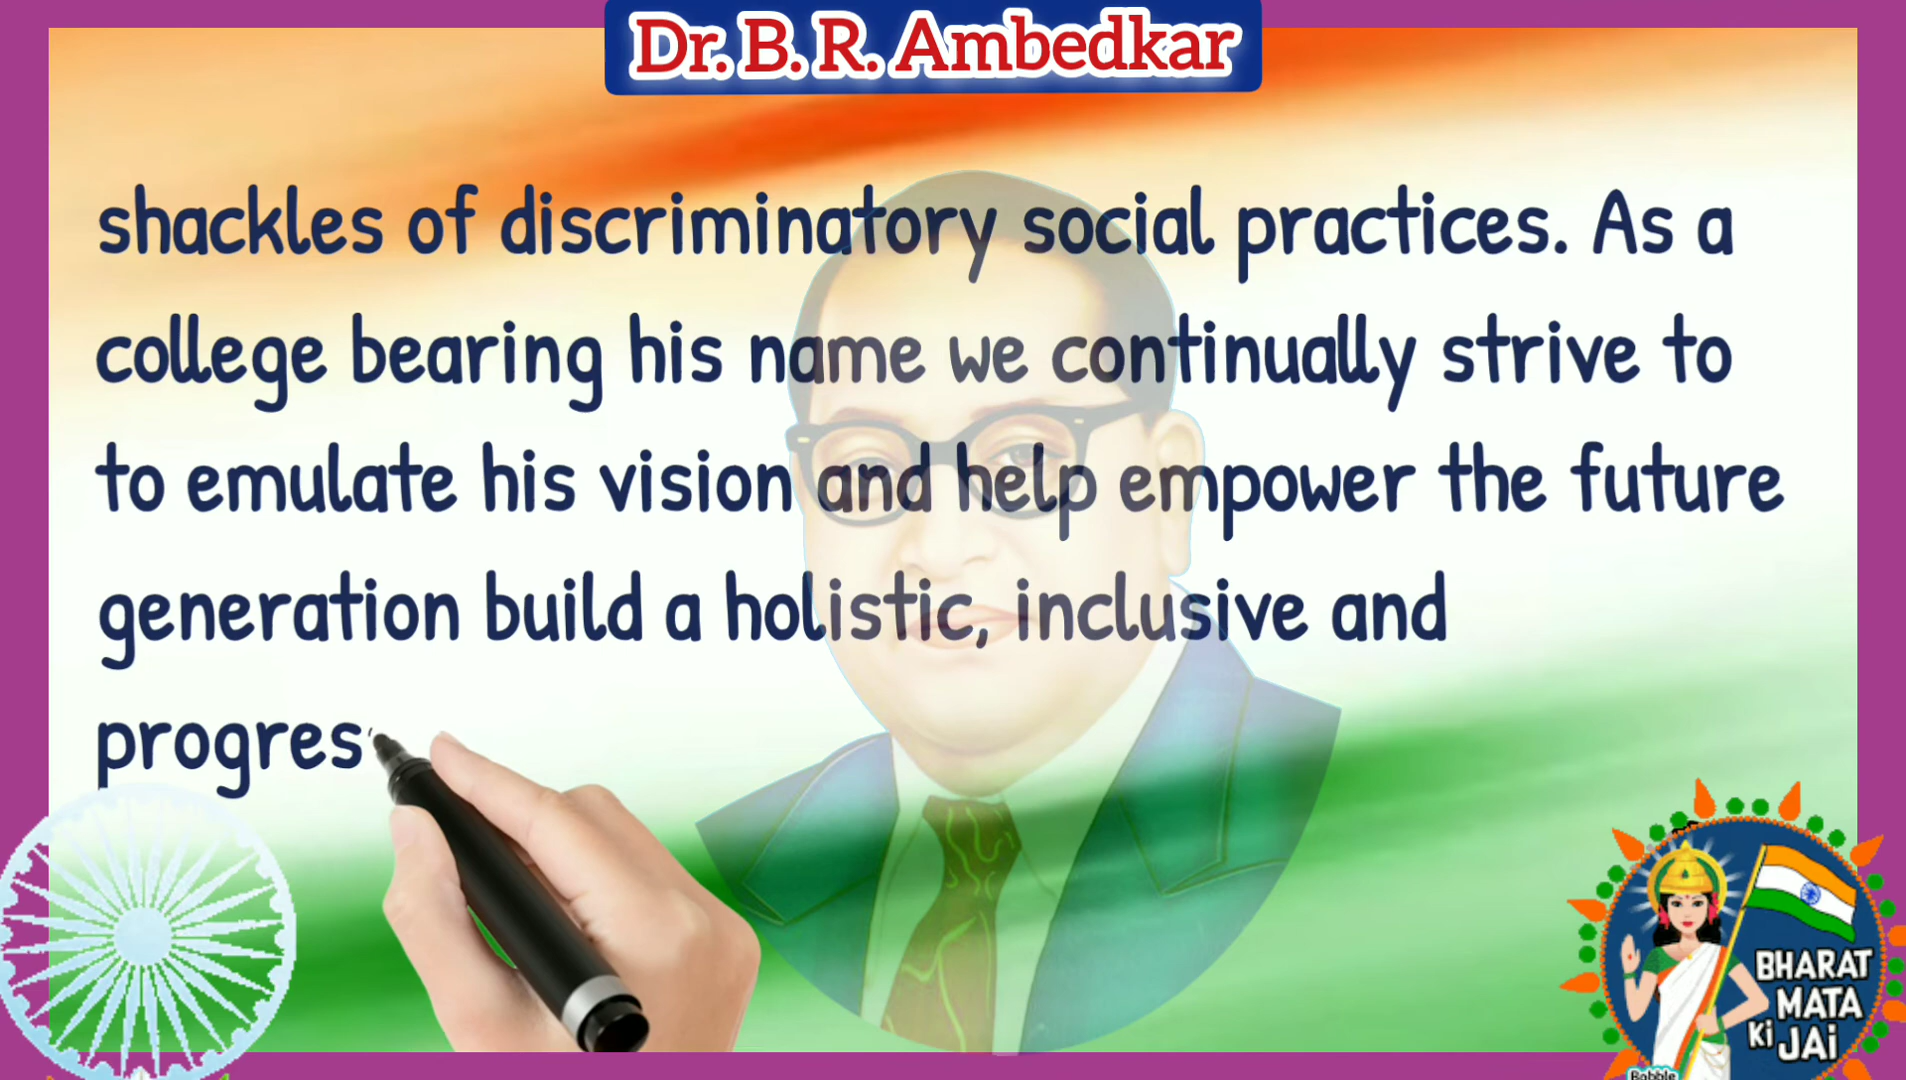 Dr. B. R. Ambedkar
shackles of discriminatory social practices. As a
college bearing his name we continually strive to
to emulate his vision and help empower the future
generation build a holistic, inclusive and
progres
BHARAT
MATA
Ki JAi
Bobble